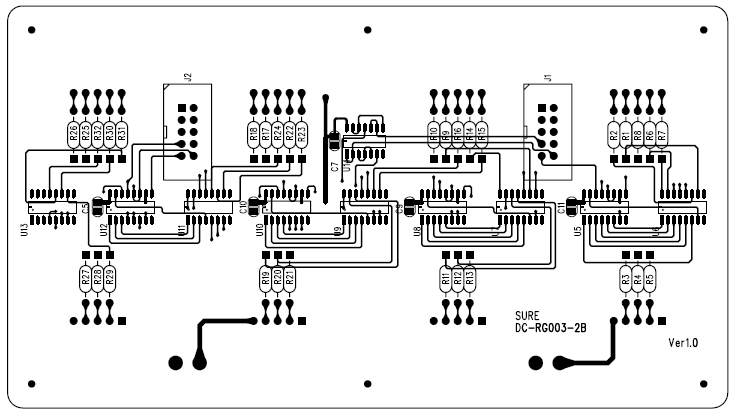 J2
J1
R26
R25
R32
R30
R31
R18
R17
R24
R22
R23
C7
R10
R9
R16
R14
R15
R2
R1
R8
R6
R7
U13
C5
U12
U11
C10
U10
U9
C9
U8
C11
U5
U6
R27
R28
R29
R19
R20
R21
R11
R12
R13
R3
R4
R5
SURE
DC-RG003-2B
Ver1.0